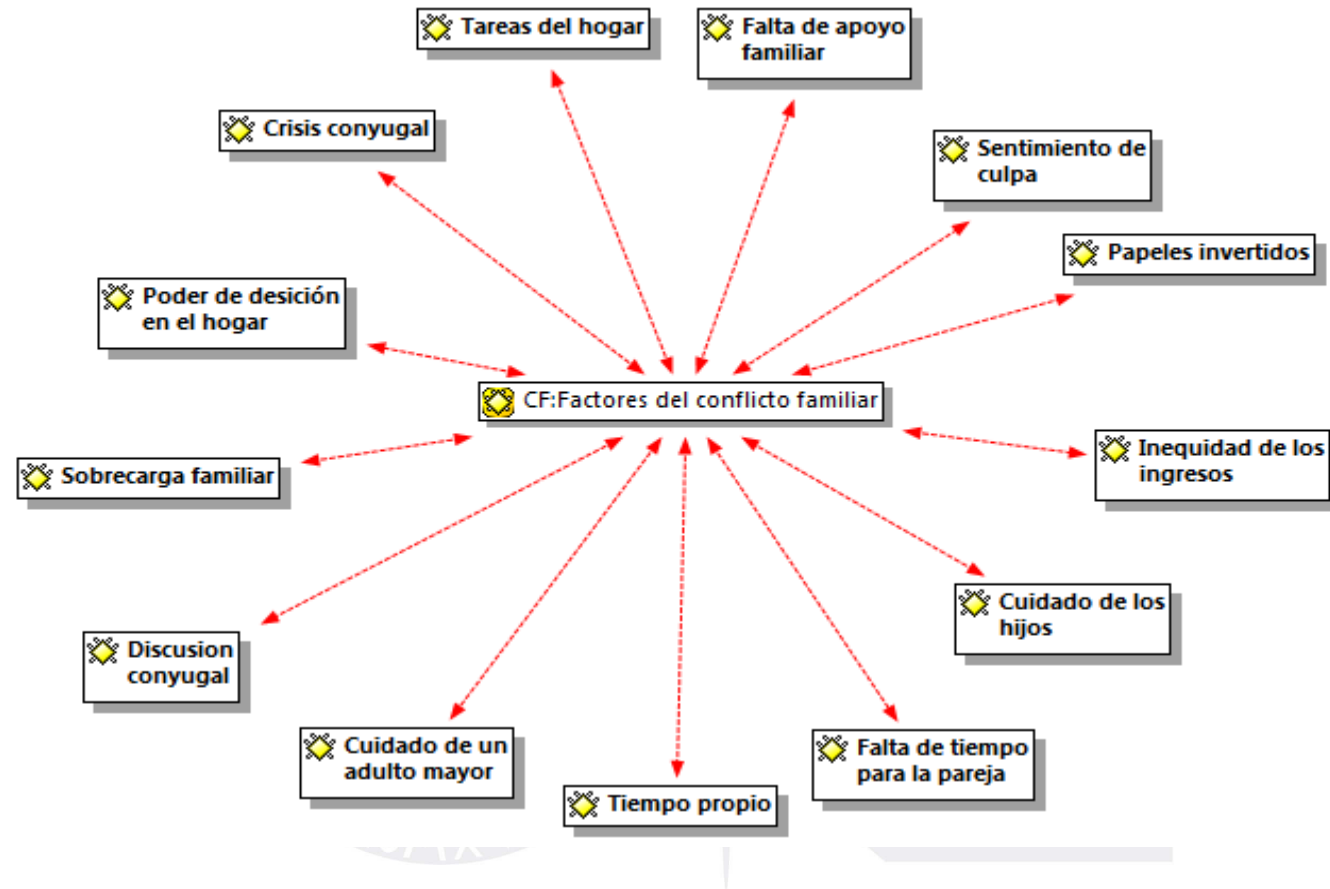 Tareas del hogar
Falta de apoyo
familiar
Crisis conyugal
Sentimiento de
culpa
Papeles invertidos
Poder de desición
en el hogar
CF:Factores del conflicto familiar
Inequidad de los
ingresos
Sobrecarga familiar
Cuidado de los
hijos
Discusion
conyugal
Cuidado de un
adulto mayor
Falta de tiempo
para la pareja
Tiempo propio